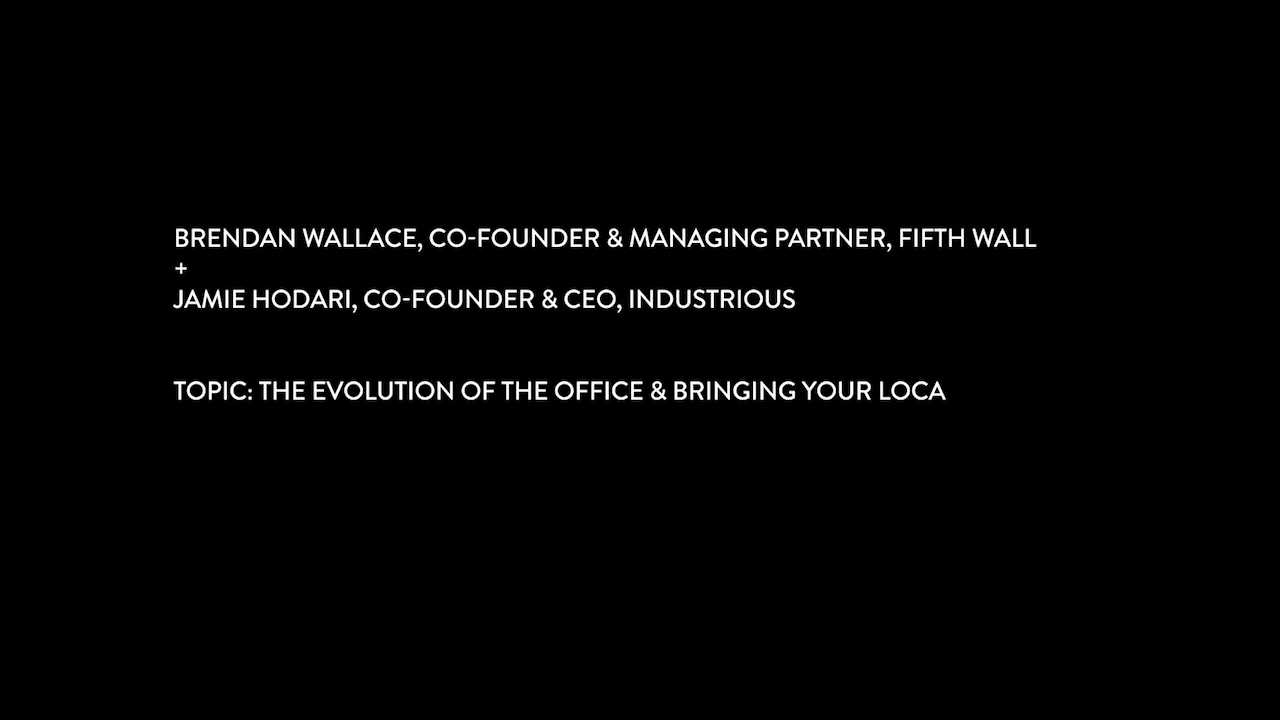 BRENDAN WALLACE, CO-FOUNDER & MANAGING PARTNER, FIFTH WALL
+
JAMIE HODARI, CO-FOUNDER & CEO, INDUSTRIOUS
TOPIC: THE EVOLUTION OF THE OFFICE & BRINGING YOUR LOCA